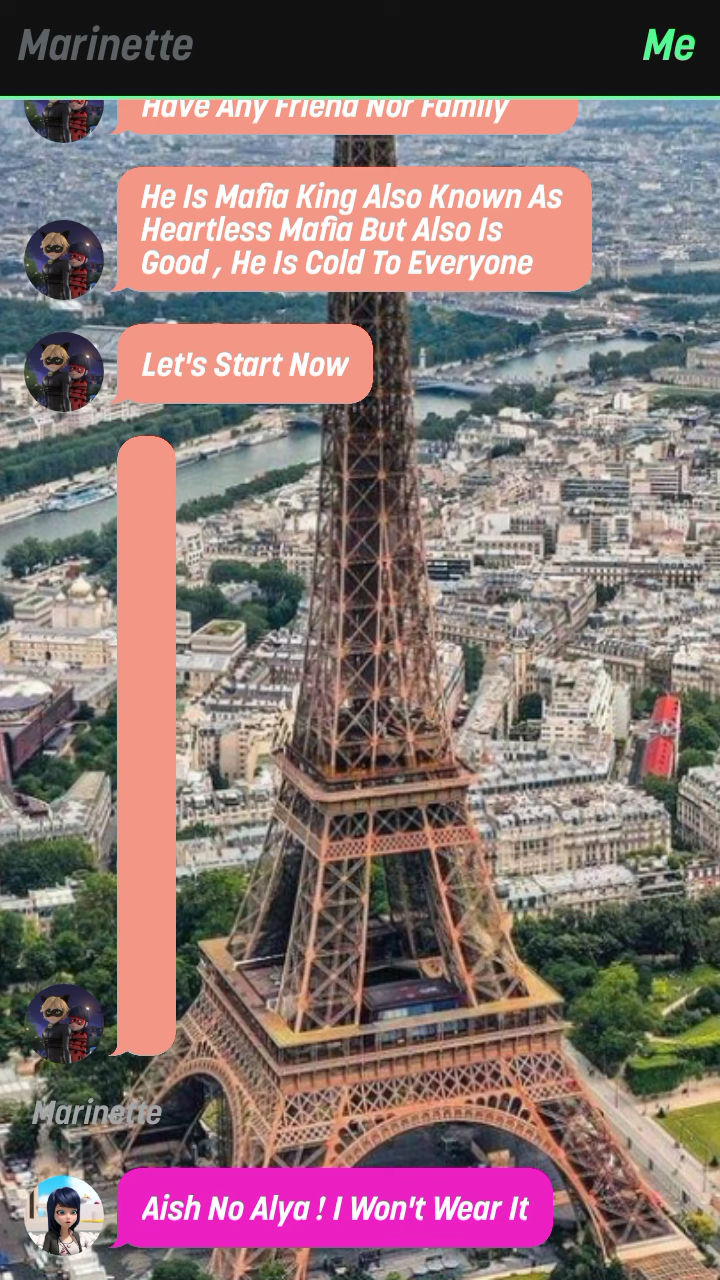 Marinette
Me
Have Any Friend Nor Family
He Is Mafia King Also Known As
Heartless Mafia But Also Is
Good , He Is Cold To Everyone
Let's Start Now
Marinette
Aish No Alya ! I Won't Wear It